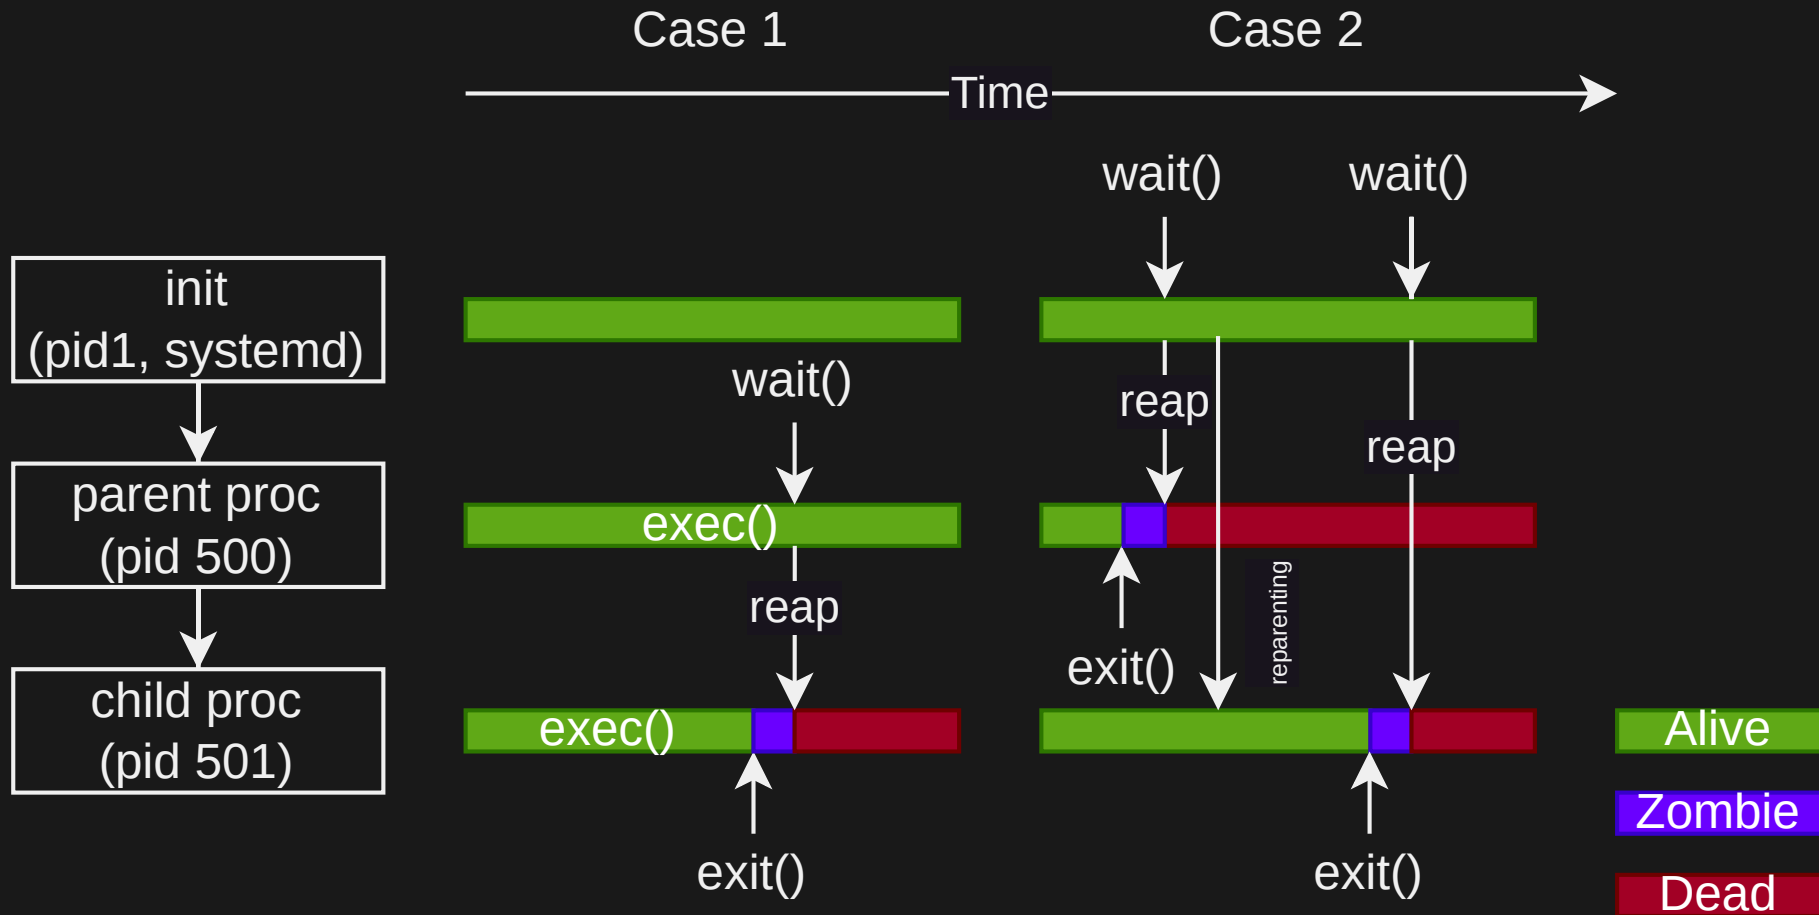 Case 1
Case 2
Time
wait()
wait()
init
(pid1, systemd)
wait()
reap
reap
parent proc
(pid 500)
exec()
reap
exit()
reparenting
child proc
(pid 501)
exec()
exit()
exit()
Alive
Zombie
Dead